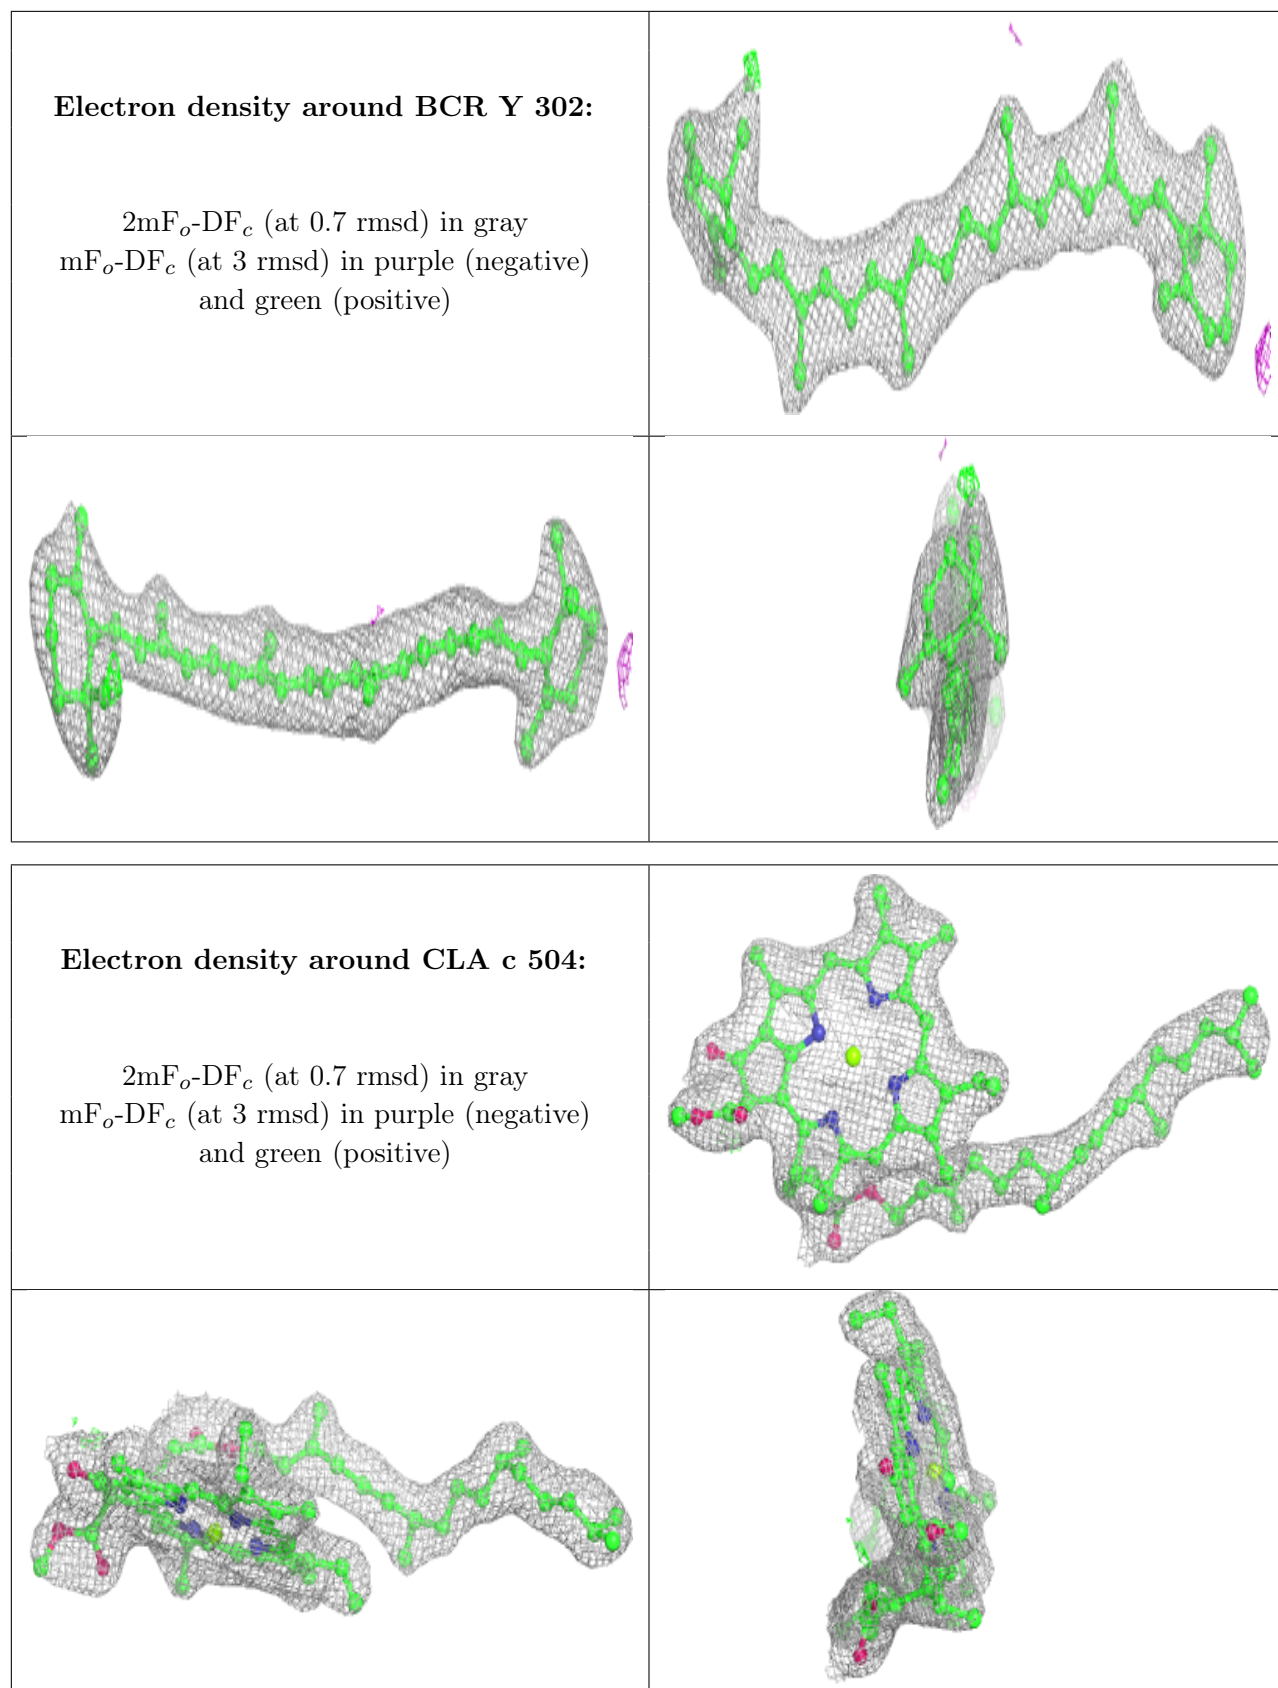 Electron density around BCR Y 302:
2mFₒ-DF𝒸 (at 0.7 rmsd) in gray
mFₒ-DF𝒸 (at 3 rmsd) in purple (negative)
and green (positive)
Electron density around CLA c 504:
2mFₒ-DF𝒸 (at 0.7 rmsd) in gray
mFₒ-DF𝒸 (at 3 rmsd) in purple (negative)
and green (positive)